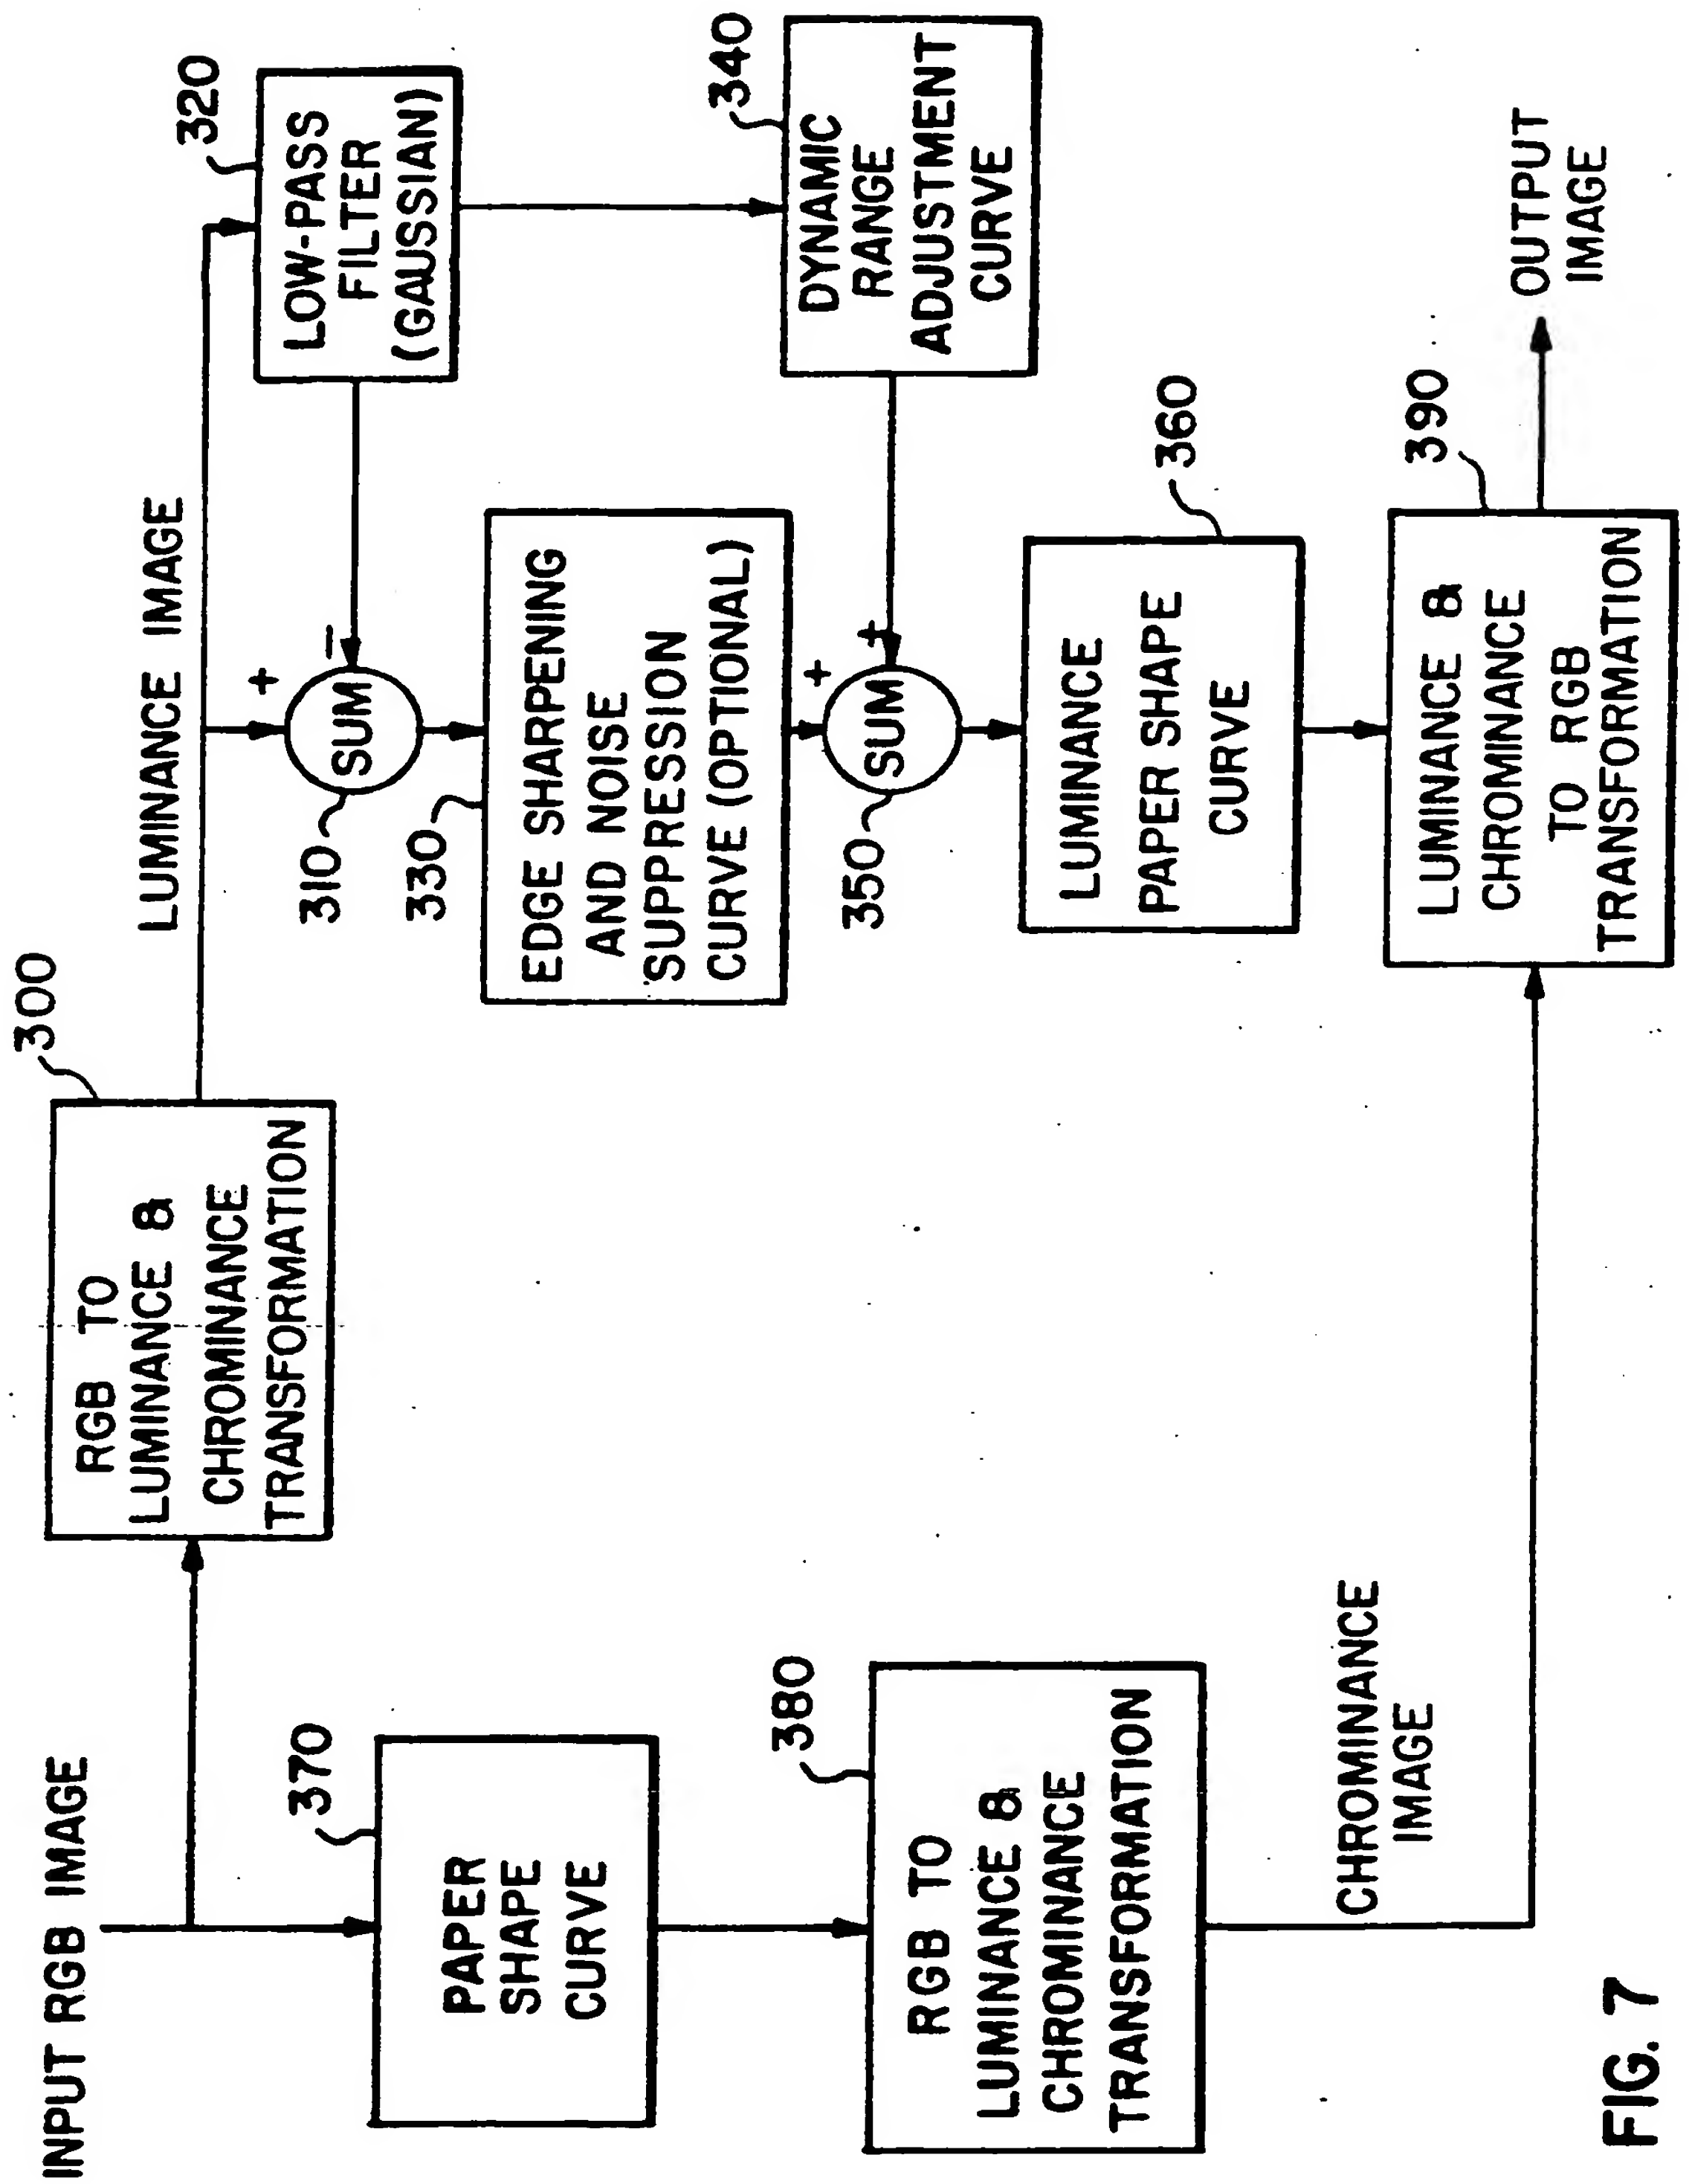 INPUT RGB IMAGE
300
RGB TO
LUMINANCE &
CHROMINANCE
TRANSFORMATION
LUMINANCE IMAGE
320
LOW-PASS
FILTER
(GAUSSIAN)
+
−
SUM
310
330
EDGE SHARPENING
AND NOISE
SUPPRESSION
CURVE (OPTIONAL)
340
DYNAMIC
RANGE
ADJUSTMENT
CURVE
+
+
SUM
350
360
LUMINANCE
PAPER SHAPE
CURVE
370
PAPER
SHAPE
CURVE
380
RGB TO
LUMINANCE &
CHROMINANCE
TRANSFORMATION
CHROMINANCE
IMAGE
390
LUMINANCE &
CHROMINANCE
TO RGB
TRANSFORMATION
OUTPUT
IMAGE
FIG. 7